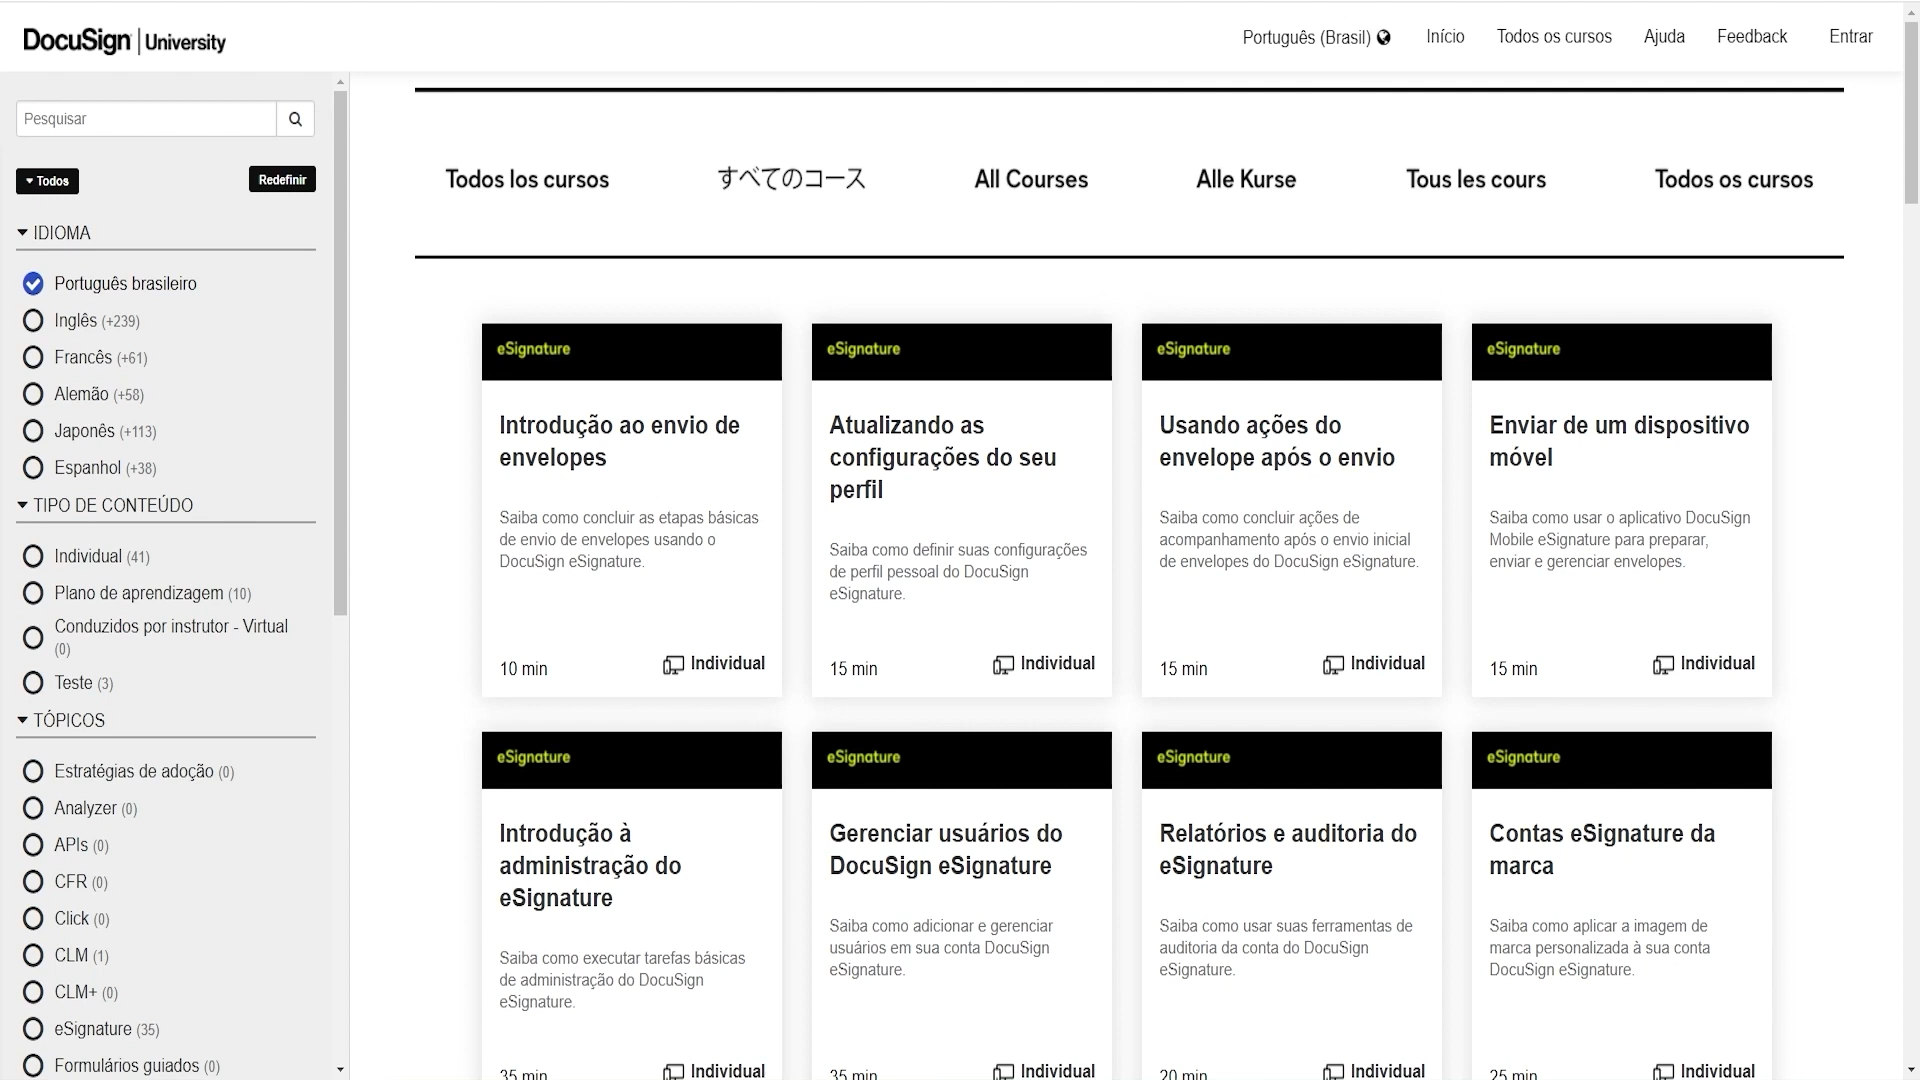 DocuSign | University
Português (Brasil)
Início
Todos os cursos
Ajuda
Feedback
Entrar
Pesquisar
Todos
Redefinir
IDIOMA
Português brasileiro
Inglês (+239)
Francês (+61)
Alemão (+58)
Japonês (+113)
Espanhol (+38)
TIPO DE CONTEÚDO
Individual (41)
Plano de aprendizagem (10)
Conduzidos por instrutor - Virtual
(0)
Teste (3)
TÓPICOS
Estratégias de adoção (0)
Analyzer (0)
APIs (0)
CFR (0)
Click (0)
CLM (1)
CLM+ (0)
eSignature (35)
Formulários guiados (0)
Todos los cursos
すべてのコース
All Courses
Alle Kurse
Tous les cours
Todos os cursos
eSignature
Introdução ao envio de
envelopes
Saiba como concluir as etapas básicas
de envio de envelopes usando o
DocuSign eSignature.
10 min
Individual
eSignature
Atualizando as
configurações do seu
perfil
Saiba como definir suas configurações
de perfil pessoal do DocuSign
eSignature.
15 min
Individual
eSignature
Usando ações do
envelope após o envio
Saiba como concluir ações de
acompanhamento após o envio inicial
de envelopes do DocuSign eSignature.
15 min
Individual
eSignature
Enviar de um dispositivo
móvel
Saiba como usar o aplicativo DocuSign
Mobile eSignature para preparar,
enviar e gerenciar envelopes.
15 min
Individual
eSignature
Introdução à
administração do
eSignature
Saiba como executar tarefas básicas
de administração do DocuSign
eSignature.
35 min
Individual
eSignature
Gerenciar usuários do
DocuSign eSignature
Saiba como adicionar e gerenciar
usuários em sua conta DocuSign
eSignature.
35 min
Individual
eSignature
Relatórios e auditoria do
eSignature
Saiba como usar suas ferramentas de
auditoria da conta do DocuSign
eSignature.
20 min
Individual
eSignature
Contas eSignature da
marca
Saiba como aplicar a imagem de
marca personalizada à sua conta
DocuSign eSignature.
25 min
Individual